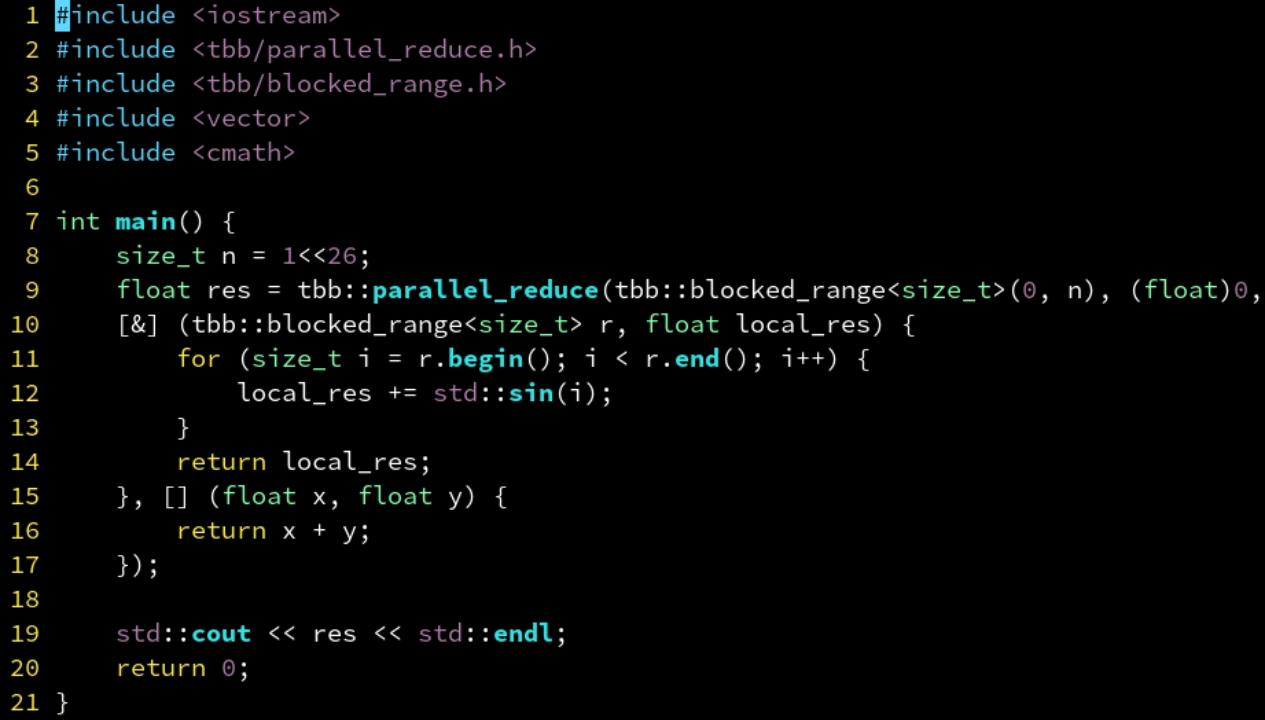 1 #include <iostream>
2 #include <tbb/parallel_reduce.h>
3 #include <tbb/blocked_range.h>
4 #include <vector>
5 #include <cmath>
6
7 int main() {
8     size_t n = 1<<26;
9     float res = tbb::parallel_reduce(tbb::blocked_range<size_t>(0, n), (float)0,
10     [&] (tbb::blocked_range<size_t> r, float local_res) {
11         for (size_t i = r.begin(); i < r.end(); i++) {
12             local_res += std::sin(i);
13         }
14         return local_res;
15     }, [] (float x, float y) {
16         return x + y;
17     });
18
19     std::cout << res << std::endl;
20     return 0;
21 }